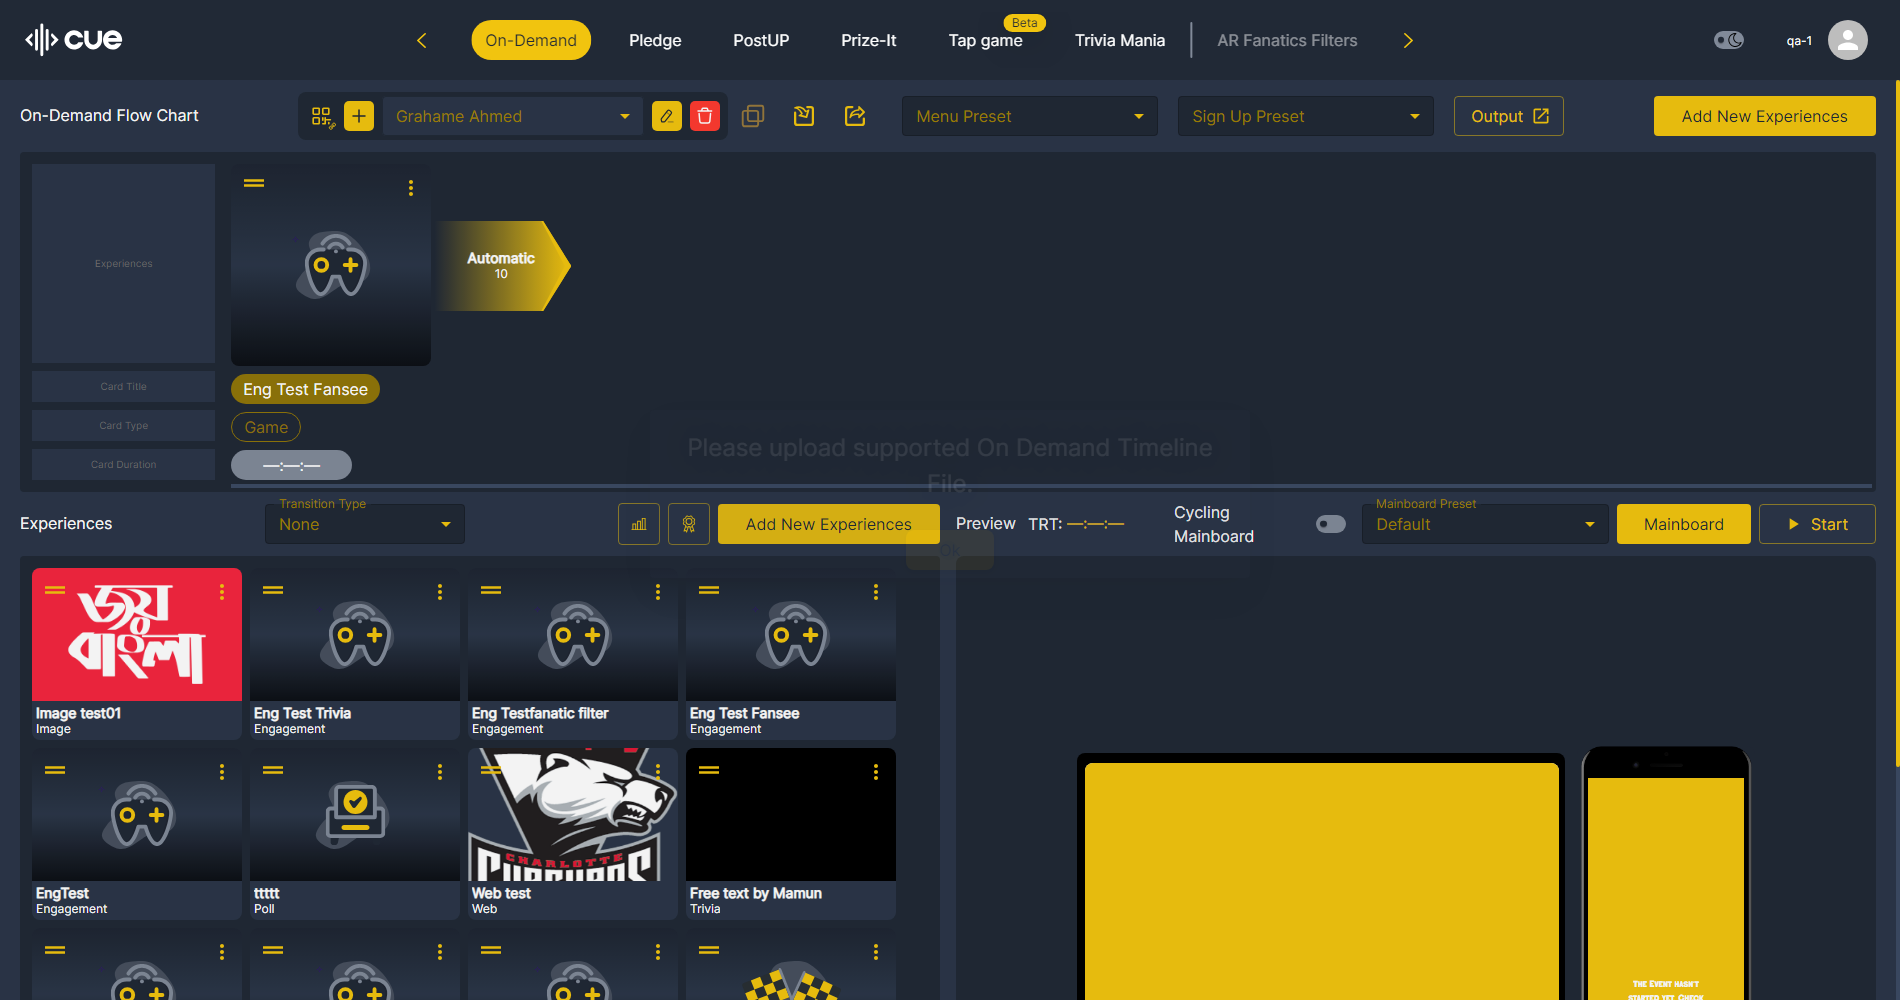 cue
On-Demand
Pledge
PostUP
Prize-It
Tap game
Beta
Trivia Mania
AR Fanatics Filters
qa-1
On-Demand Flow Chart
Grahame Ahmed
Menu Preset
Sign Up Preset
Output
Add New Experiences
Experiences
Automatic
10
Card Title
Eng Test Fansee
Card Type
Game
Card Duration
—:—:—
Please upload supported On Demand Timeline
File.
Ok
Experiences
Transition Type
None
Add New Experiences
Preview
TRT: —:—:—
Cycling
Mainboard
Mainboard Preset
Default
Mainboard
Start
জয়
বাংলা
Image test01
Image
Eng Test Trivia
Engagement
Eng Testfanatic filter
Engagement
Eng Test Fansee
Engagement
EngTest
Engagement
ttttt
Poll
CHARLOTTE
Web test
Web
Free text by Mamun
Trivia
The Event hasn't
started yet. Check